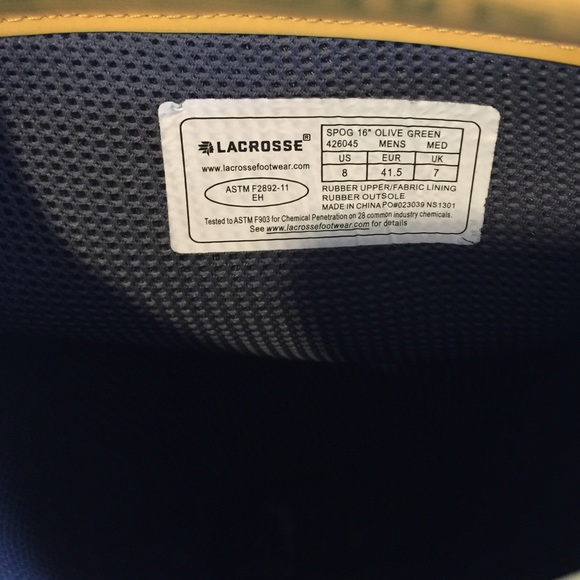 LACROSSE®
www.lacrossefootwear.com
ASTM F2892-11
EH
SPOG 16" OLIVE GREEN
426045 MENS MED
US EUR UK
8 41.5 7
RUBBER UPPER/FABRIC LINING
RUBBER OUTSOLE
MADE IN CHINA PO#023039 NS1301
Tested to ASTM F903 for Chemical Penetration on 28 common industry chemicals.
See www.lacrossefootwear.com for details